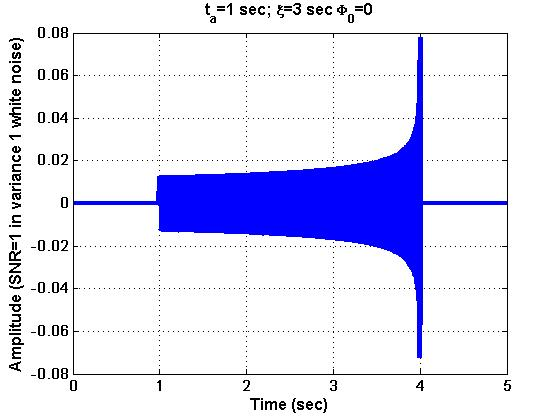 t_a=1 sec; ξ=3 sec Φ_0=0
Amplitude (SNR=1 in variance 1 white noise)
0.08
0.06
0.04
0.02
0
-0.02
-0.04
-0.06
-0.08
0 1 2 3 4 5
Time (sec)